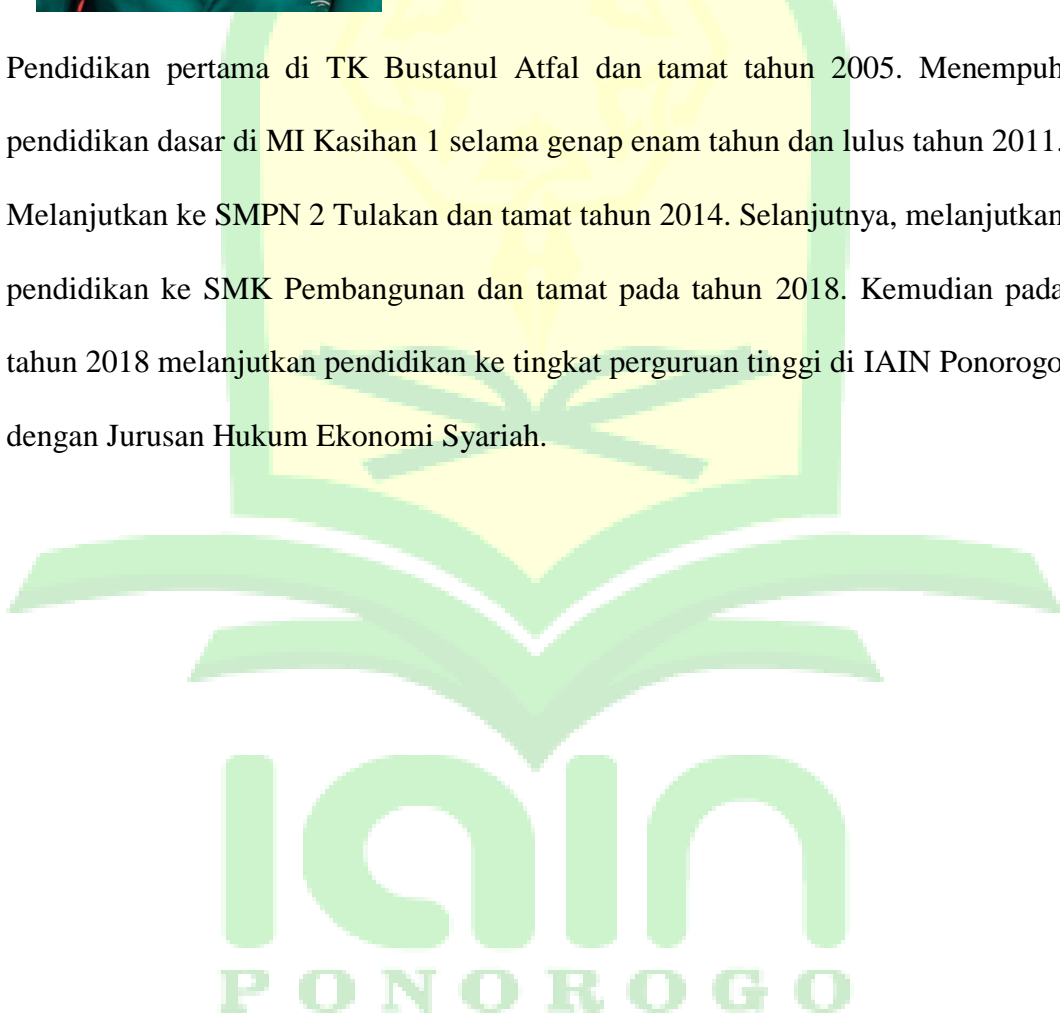 Pendidikan pertama di TK Bustanul Atfal dan tamat tahun 2005. Menempuh
pendidikan dasar di MI Kasihan 1 selama genap enam tahun dan lulus tahun 2011.
Melanjutkan ke SMPN 2 Tulakan dan tamat tahun 2014. Selanjutnya, melanjutkan
pendidikan ke SMK Pembangunan dan tamat pada tahun 2018. Kemudian pada
tahun 2018 melanjutkan pendidikan ke tingkat perguruan tinggi di IAIN Ponorogo
dengan Jurusan Hukum Ekonomi Syariah.
iain
PONOROGO